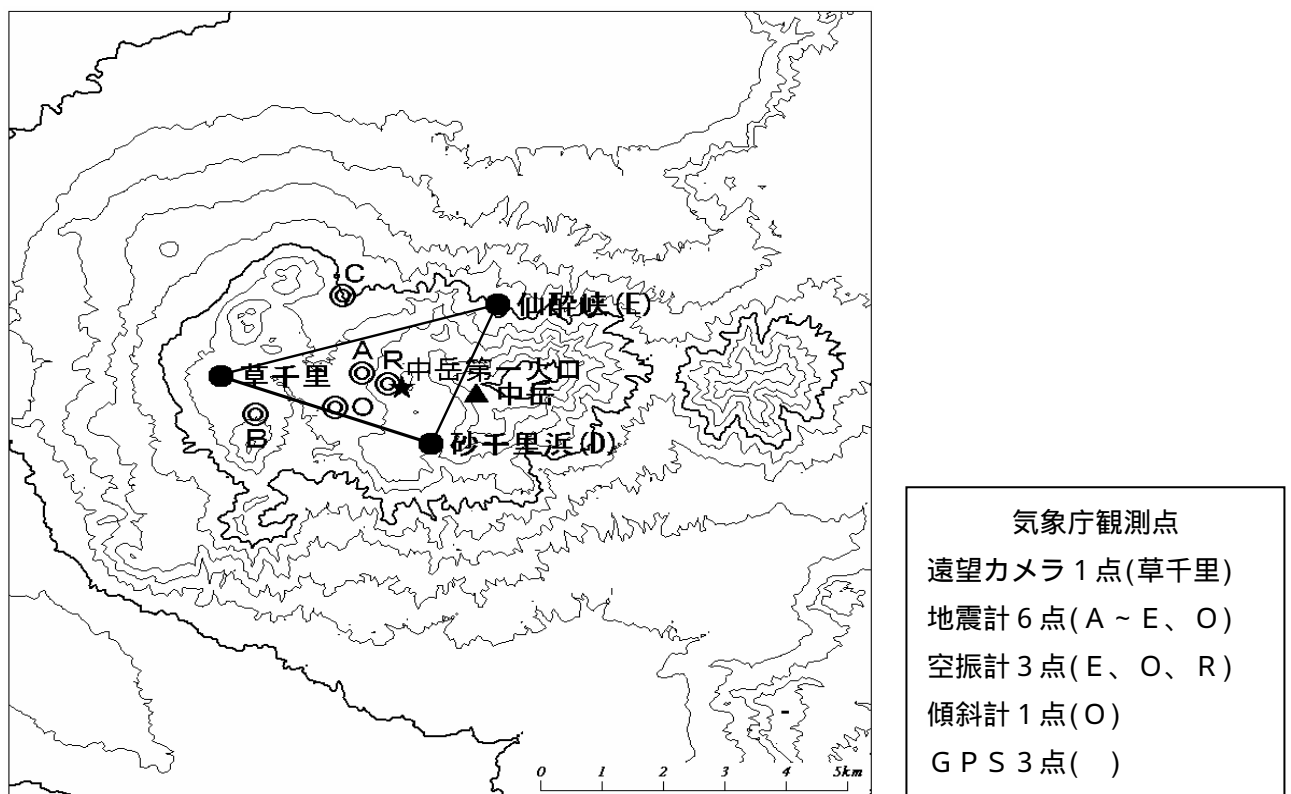 C
仙酔峡(E)
A
R
中岳第一火口
草千里
中岳
O
B
砂千里浜(D)
0 1 2 3 4 5km
気象庁観測点
遠望カメラ1点(草千里)
地震計6点(A~E、O)
空振計3点(E、O、R)
傾斜計1点(O)
GPS3点( )